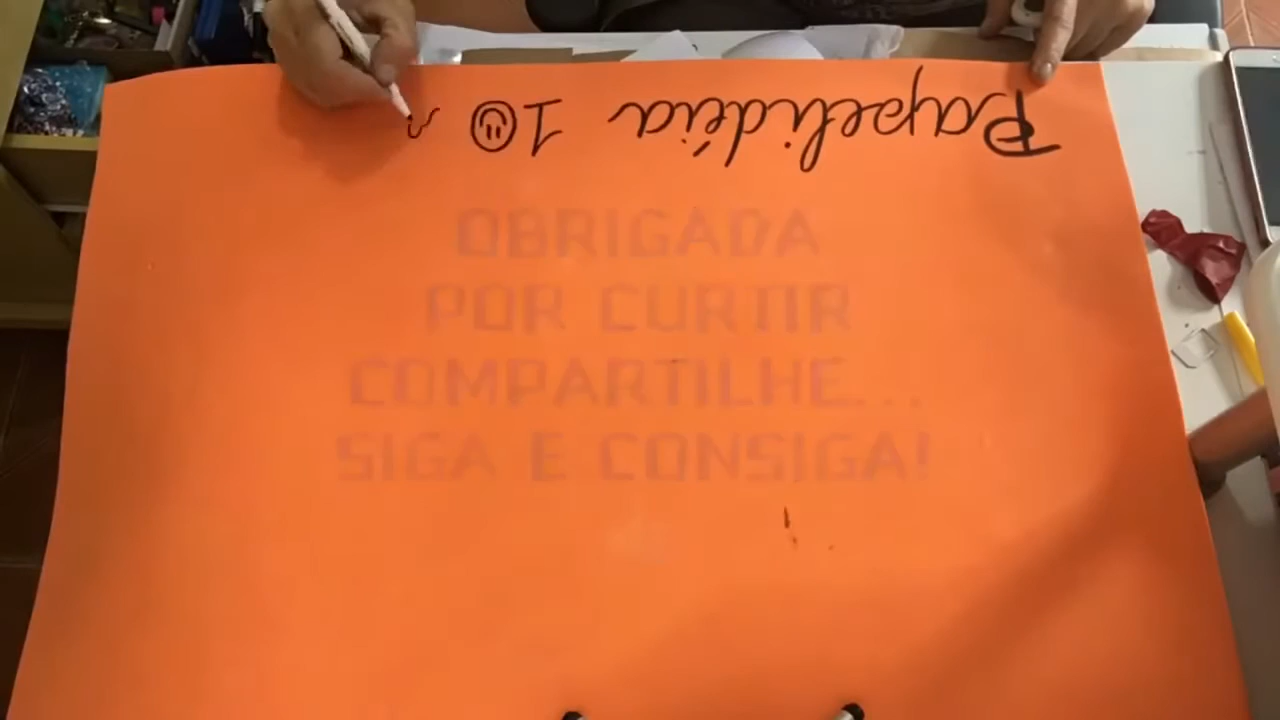 Papelidéia 10
OBRIGADA
POR CURTIR
COMPARTILHE...
SIGA E CONSIGA!